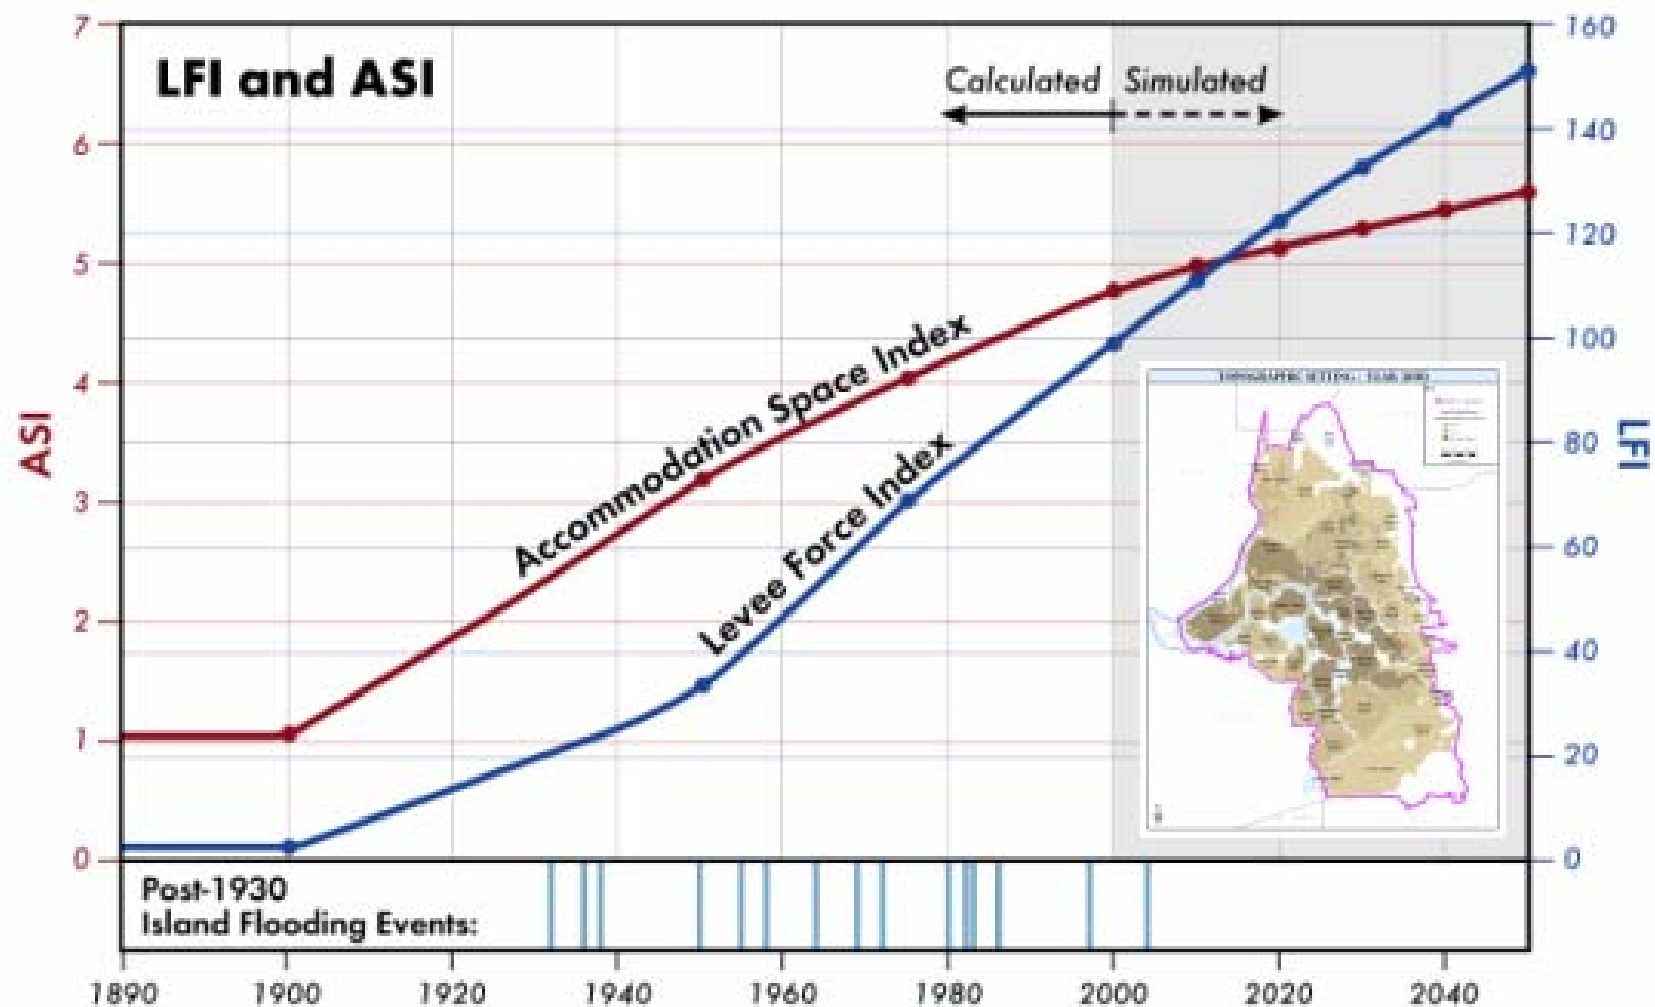 LFI and ASI
Calculated
Simulated
7
6
5
4
3
2
1
0
ASI
160
140
120
100
80
60
40
20
0
LFI
Accommodation Space Index
Levee Force Index
Post-1930
Island Flooding Events:
1890
1900
1920
1940
1960
1980
2000
2020
2040